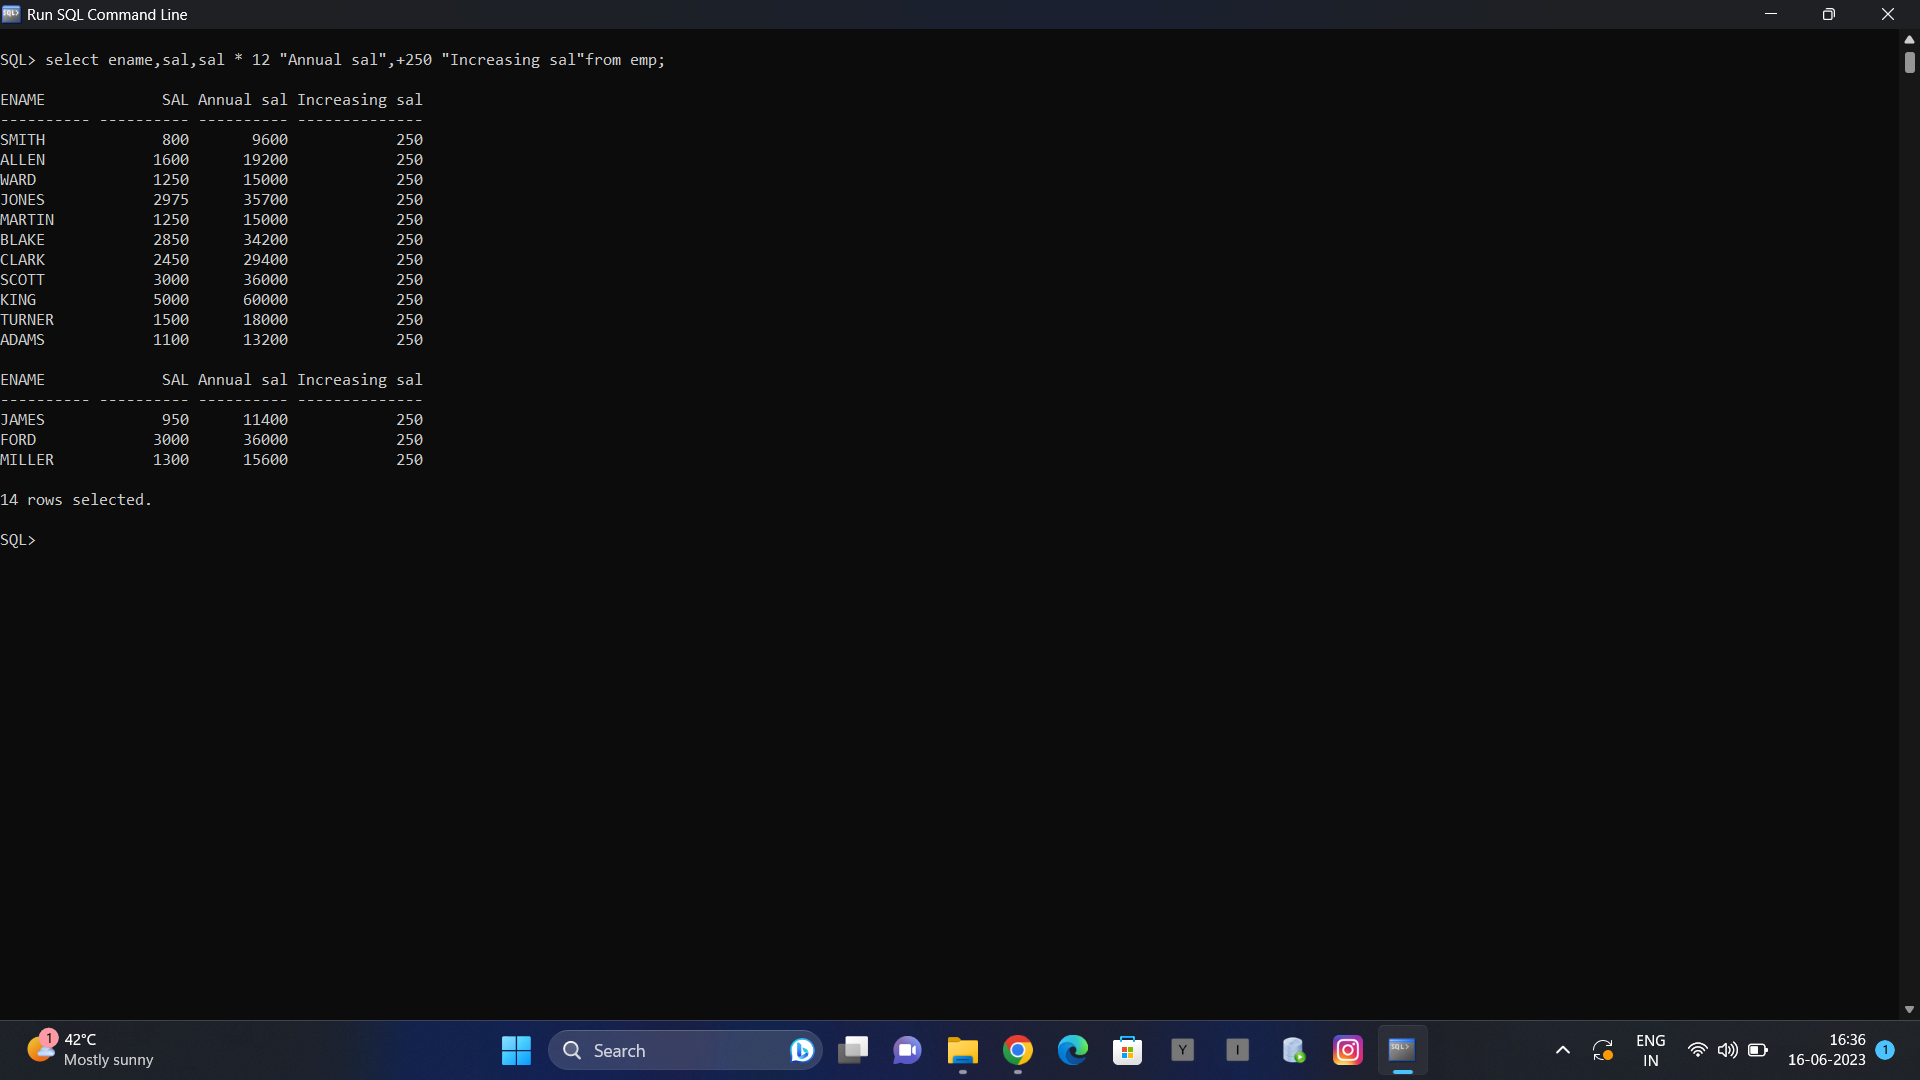 Run SQL Command Line
SQL> select ename,sal,sal * 12 "Annual sal",+250 "Increasing sal"from emp;
ENAME             SAL Annual sal Increasing sal
---------- ---------- ---------- --------------
SMITH             800       9600            250
ALLEN            1600      19200            250
WARD             1250      15000            250
JONES            2975      35700            250
MARTIN           1250      15000            250
BLAKE            2850      34200            250
CLARK            2450      29400            250
SCOTT            3000      36000            250
KING             5000      60000            250
TURNER           1500      18000            250
ADAMS            1100      13200            250
ENAME             SAL Annual sal Increasing sal
---------- ---------- ---------- --------------
JAMES             950      11400            250
FORD             3000      36000            250
MILLER           1300      15600            250
14 rows selected.
SQL>
1
42°C
Mostly sunny
Search
Y
I
SQL>
ENG
IN
16:36
16-06-2023
1